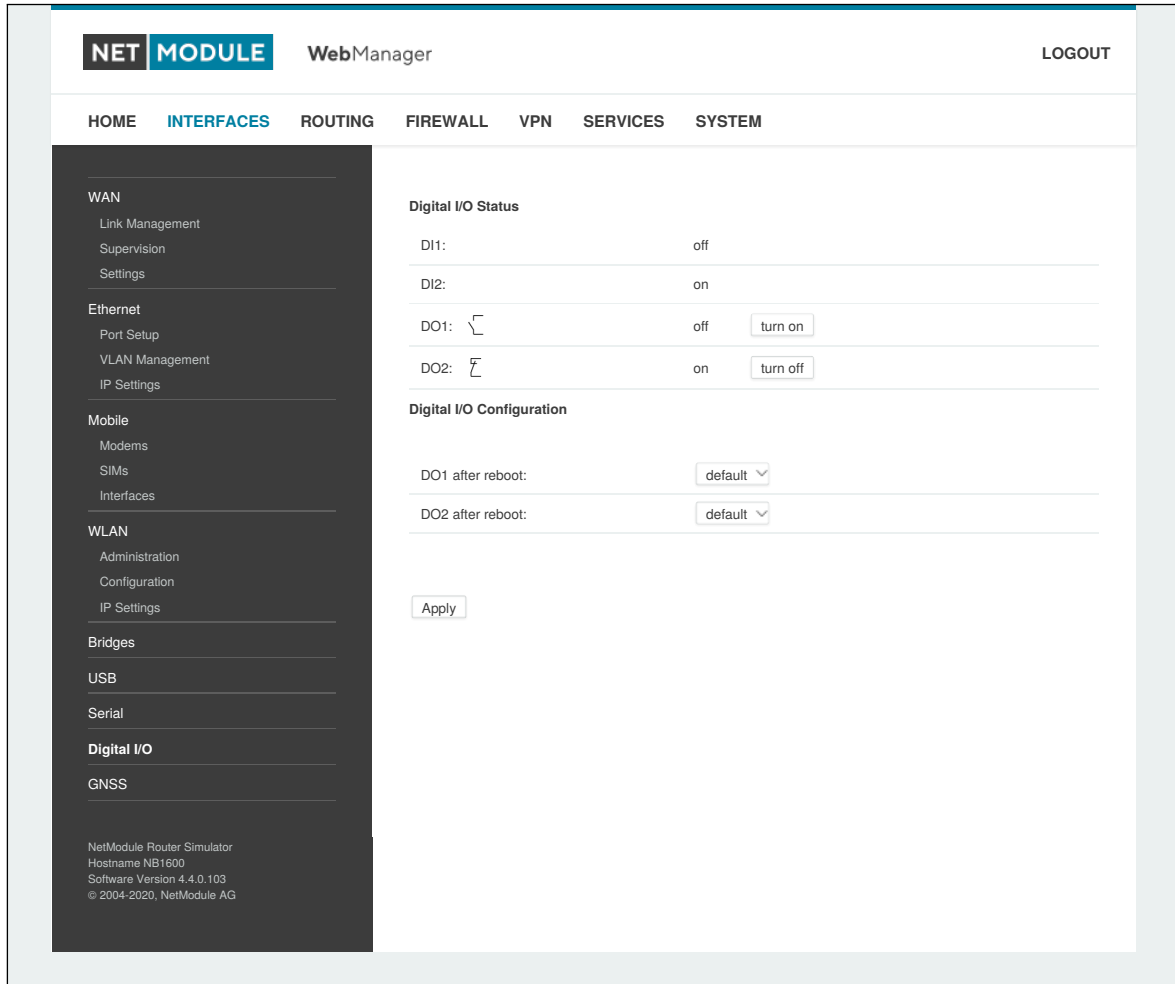 NET MODULE WebManager LOGOUT
HOME INTERFACES ROUTING FIREWALL VPN SERVICES SYSTEM
WAN
Link Management
Supervision
Settings
Ethernet
Port Setup
VLAN Management
IP Settings
Mobile
Modems
SIMs
Interfaces
WLAN
Administration
Configuration
IP Settings
Bridges
USB
Serial
Digital I/O
GNSS
NetModule Router Simulator
Hostname NB1600
Software Version 4.4.0.103
© 2004-2020, NetModule AG
Digital I/O Status
DI1: off
DI2: on
DO1: off turn on
DO2: on turn off
Digital I/O Configuration
DO1 after reboot: default
DO2 after reboot: default
Apply